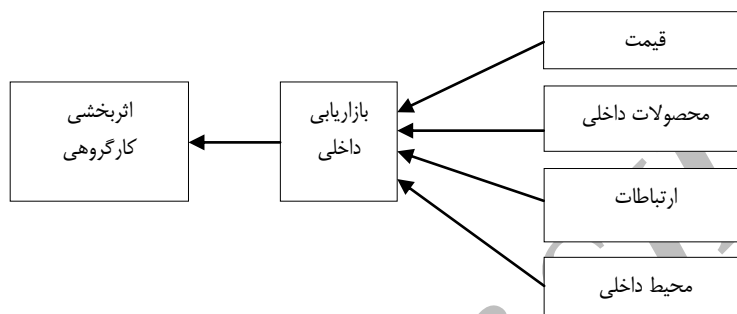 قیمت
محصولات داخلی
ارتباطات
محیط داخلی
بازاریابی
داخلی
اثربخشی
کارگروهی